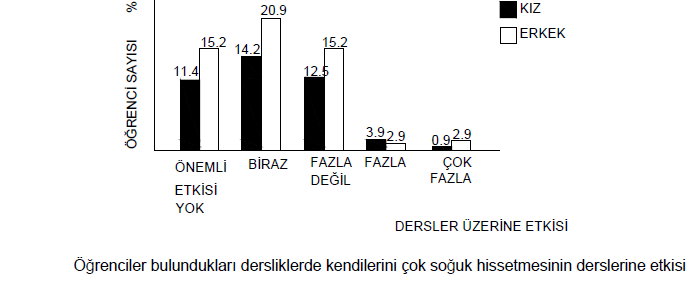 %
ÖĞRENCİ SAYISI
KIZ
ERKEK
11.4
15.2
14.2
20.9
12.5
15.2
3.9
2.9
0.9
2.9
ÖNEMLİ
ETKİSİ
YOK
BİRAZ
FAZLA
DEĞİL
FAZLA
ÇOK
FAZLA
DERSLER ÜZERİNE ETKİSİ
Öğrenciler bulundukları dersliklerde kendilerini çok soğuk hissetmesinin derslerine etkisi